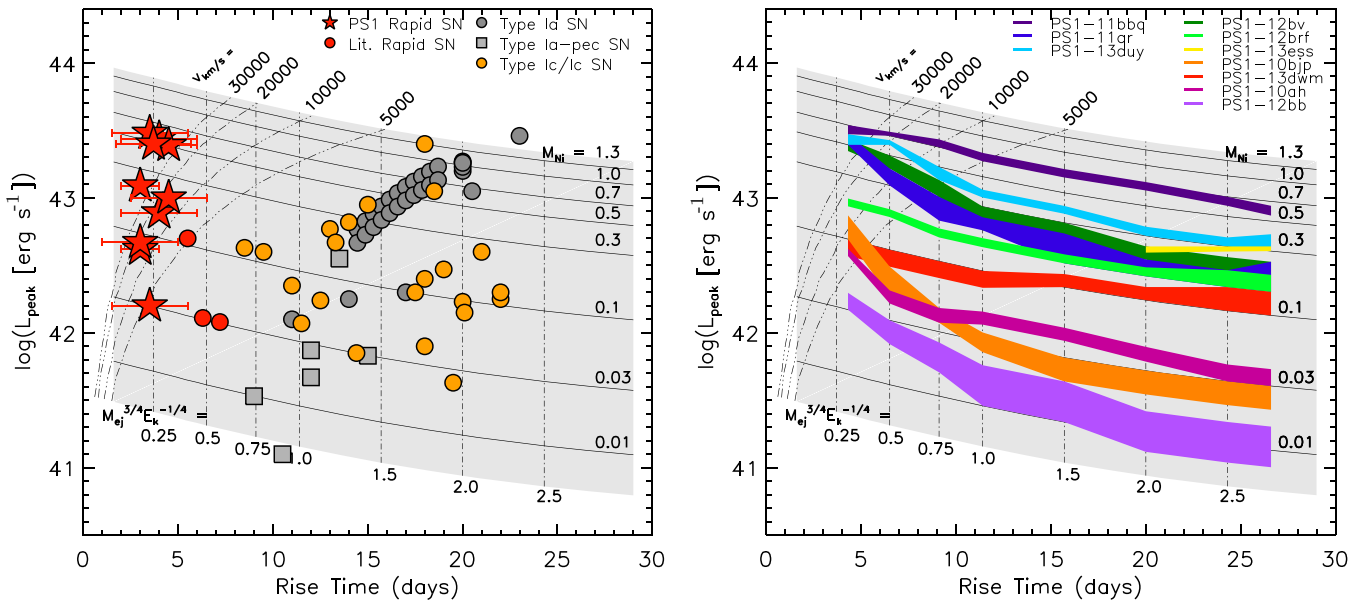 PS1 Rapid SN
Lit. Rapid SN
Type Ia SN
Type Ia-pec SN
Type Ic/Ic SN
log(L_peak [erg s^-1])
44
43
42
41
0 5 10 15 20 25 30
Rise Time (days)
v_km/s =
30000
20000
10000
5000
M_Ni = 1.3
1.0
0.7
0.5
0.3
0.1
0.03
0.01
M_ej^3/4 E_k^-1/4 =
0.25
0.5
0.75
1.0
1.5
2.0
2.5
PS1-11bbq
PS1-11qr
PS1-13duy
PS1-12bv
PS1-12brf
PS1-13ess
PS1-10bjp
PS1-13dwm
PS1-10ah
PS1-12bb
log(L_peak [erg s^-1])
44
43
42
41
0 5 10 15 20 25 30
Rise Time (days)
v_km/s =
30000
20000
10000
5000
M_Ni = 1.3
1.0
0.7
0.5
0.3
0.1
0.03
0.01
M_ej^3/4 E_k^-1/4 =
0.25
0.5
0.75
1.0
1.5
2.0
2.5